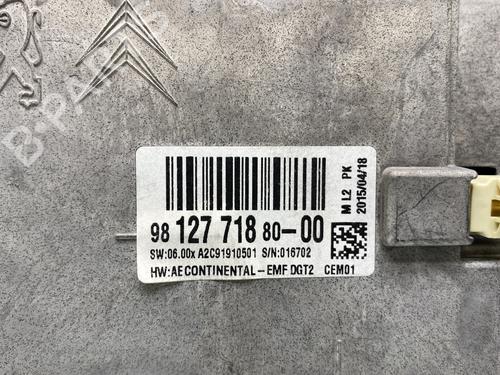 B-PARTS
M L2 PK
2015/04/18
98 127 718 80-00
SW:06.00x A2C91910501 S/N:016702
HW:AE CONTINENTAL-EMF DGT2 CEM01